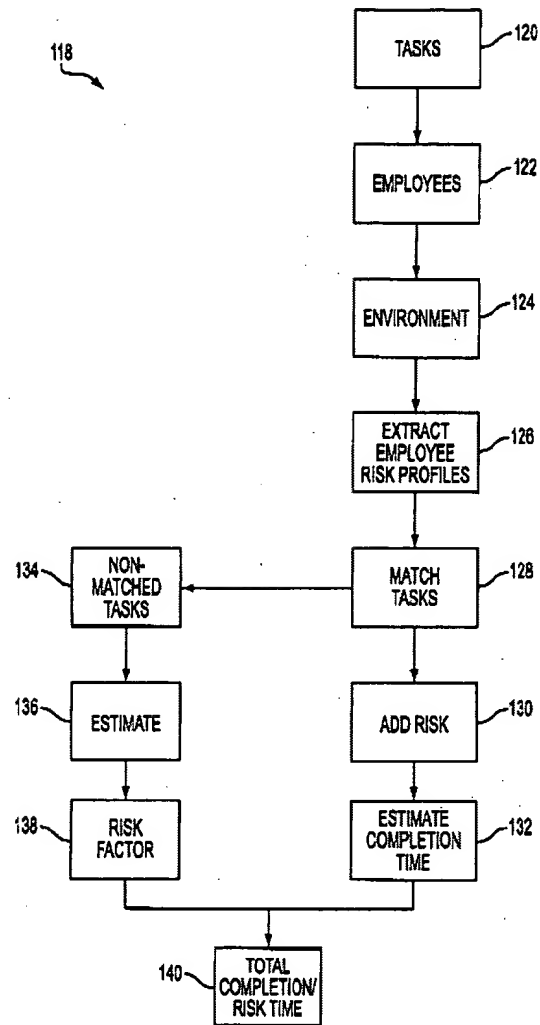 118
TASKS
120
EMPLOYEES
122
ENVIRONMENT
124
EXTRACT
EMPLOYEE
RISK PROFILES
126
134
NON-
MATCHED
TASKS
MATCH
TASKS
128
136
ESTIMATE
ADD RISK
130
138
RISK
FACTOR
ESTIMATE
COMPLETION
TIME
132
140
TOTAL
COMPLETION/
RISK TIME